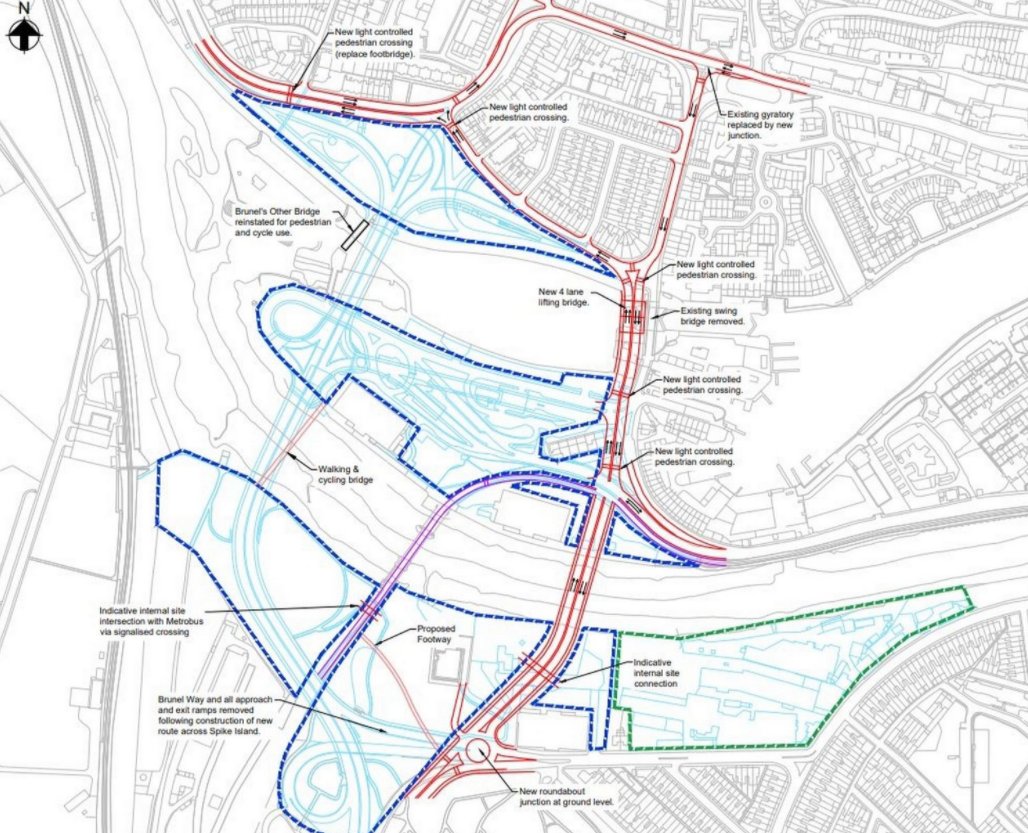 N
New light controlled
pedestrian crossing
(replace footbridge).
New light controlled
pedestrian crossing.
Existing gyratory
replaced by new
junction.
Brunel's Other Bridge
reinstated for pedestrian
and cycle use.
New light controlled
pedestrian crossing.
New 4 lane
lifting bridge.
Existing swing
bridge removed.
New light controlled
pedestrian crossing.
New light controlled
pedestrian crossing.
Walking &
cycling bridge
Indicative internal site
intersection with Metrobus
via signalised crossing
Proposed
Footway
Indicative
internal site
connection
Brunel Way and all approach
and exit ramps removed
following construction of new
route across Spike Island.
New roundabout
junction at ground level.